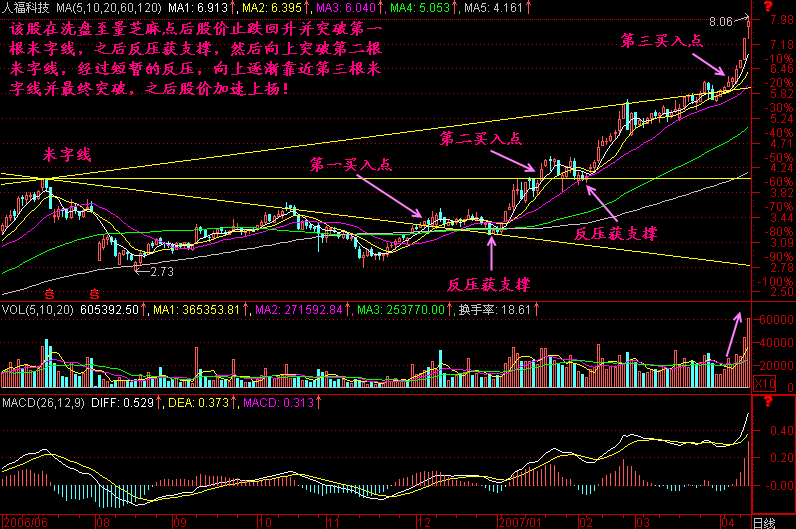 人福科技 MA(5,10,20,60,120) MA1: 6.913↑, MA2: 6.395↑, MA3: 6.040↑, MA4: 5.053↑, MA5: 4.161↑
该股在洗盘至量芝麻点后股价止跌回升并突破第一
根米字线，之后反压获支撑，然后向上突破第二根
米字线，经过短暂的反压，向上逐渐靠近第三根米
字线并最终突破，之后股价加速上扬！
8.06
7.98
第三买入点
7.18
-10%
6.46
-20%
5.82
-30%
5.24
-40%
4.71
-50%
4.24
-60%
3.82
-70%
3.44
-80%
3.09
-90%
2.78
-100%
2.50
米字线
第一买入点
第二买入点
反压获支撑
反压获支撑
2.73
S
S
VOL(5,10,20) 605392.50↑, MA1: 365353.81↑, MA2: 271592.84↑, MA3: 253770.00↑, 换手率: 18.61↑
60000
40000
20000
X10
0
MACD(26,12,9) DIFF: 0.529↑, DEA: 0.373↑, MACD: 0.313↑
?
0.40
0.20
0.00
2006/06 08 09 10 11 12 2007/01 02 03 04 日线